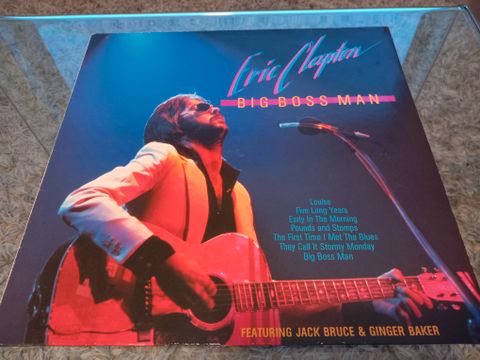 Eric Clapton
BIG BOSS MAN
Louise
Five Long Years
Early In The Morning
Pounds and Stomps
The First Time I Met The Blues
They Call It Stormy Monday
Big Boss Man
FEATURING JACK BRUCE & GINGER BAKER